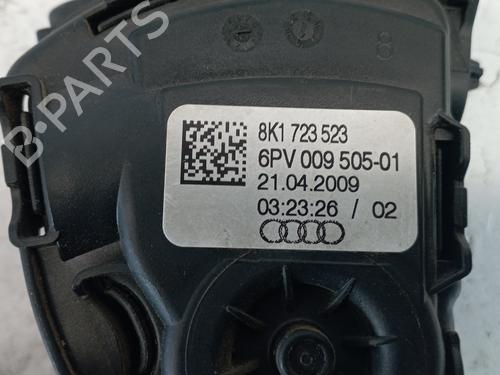 B-PARTS
8
8K1 723 523
6PV 009 505-01
21.04.2009
03:23:26 / 02